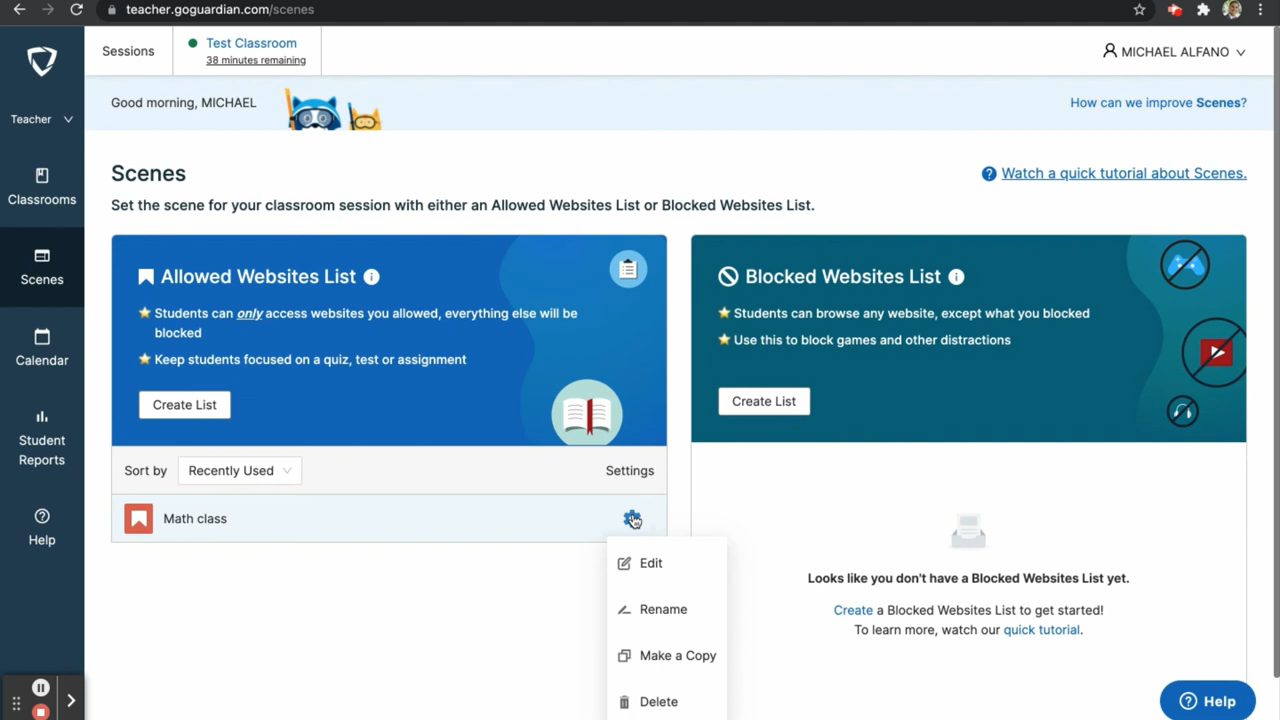 teacher.goguardian.com/scenes
Sessions
Test Classroom
38 minutes remaining
MICHAEL ALFANO
Good morning, MICHAEL
How can we improve Scenes?
Teacher
Classrooms
Scenes
Calendar
Student
Reports
Help
Scenes
Watch a quick tutorial about Scenes.
Set the scene for your classroom session with either an Allowed Websites List or Blocked Websites List.
Allowed Websites List
Students can only access websites you allowed, everything else will be
blocked
Keep students focused on a quiz, test or assignment
Create List
Sort by
Recently Used
Settings
Math class
Edit
Rename
Make a Copy
Delete
Blocked Websites List
Students can browse any website, except what you blocked
Use this to block games and other distractions
Create List
Looks like you don't have a Blocked Websites List yet.
Create a Blocked Websites List to get started!
To learn more, watch our quick tutorial.
Help